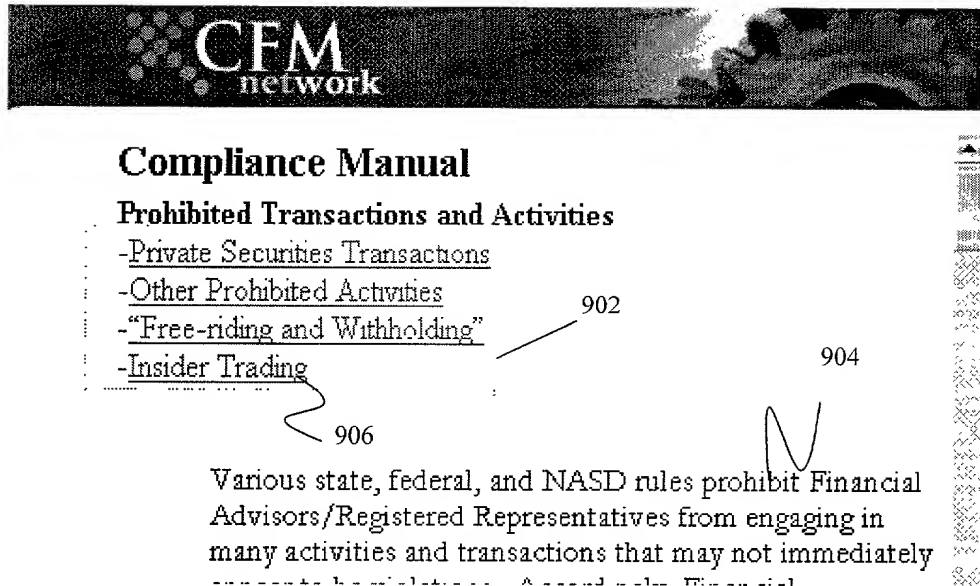 CFM
network
Compliance Manual
Prohibited Transactions and Activities
-Private Securities Transactions
-Other Prohibited Activities
-“Free-riding and Withholding”
-Insider Trading
902
904
906
Various state, federal, and NASD rules prohibit Financial
Advisors/Registered Representatives from engaging in
many activities and transactions that may not immediately